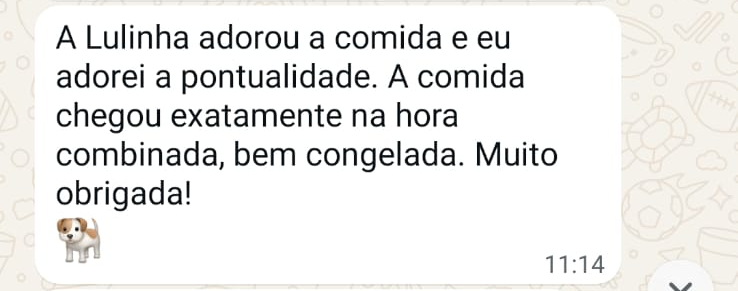 A Lulinha adorou a comida e eu
adorei a pontualidade. A comida
chegou exatamente na hora
combinada, bem congelada. Muito
obrigada!
11:14